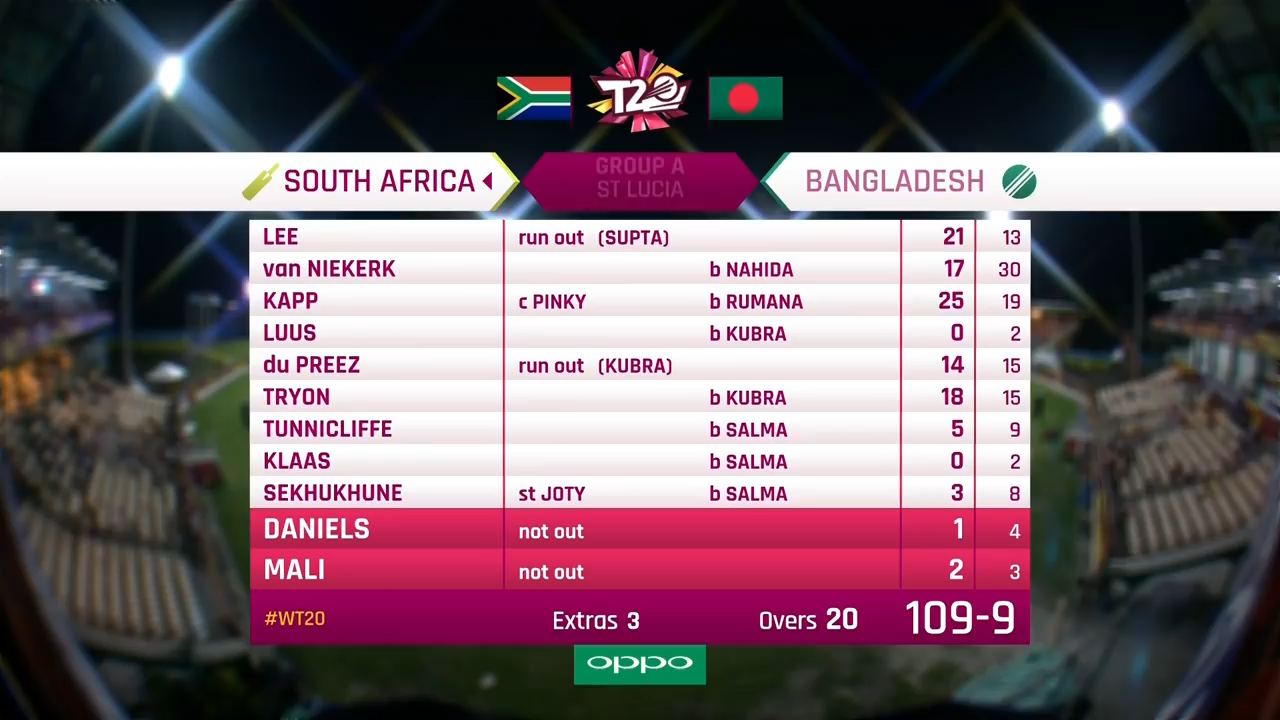 T20
SOUTH AFRICA
GROUP A
ST LUCIA
BANGLADESH
LEE run out (SUPTA) 21 13
van NIEKERK b NAHIDA 17 30
KAPP c PINKY b RUMANA 25 19
LUUS b KUBRA 0 2
du PREEZ run out (KUBRA) 14 15
TRYON b KUBRA 18 15
TUNNICLIFFE b SALMA 5 9
KLAAS b SALMA 0 2
SEKHUKHUNE st JOTY b SALMA 3 8
DANIELS not out 1 4
MALI not out 2 3
#WT20 Extras 3 Overs 20 109-9
oppo